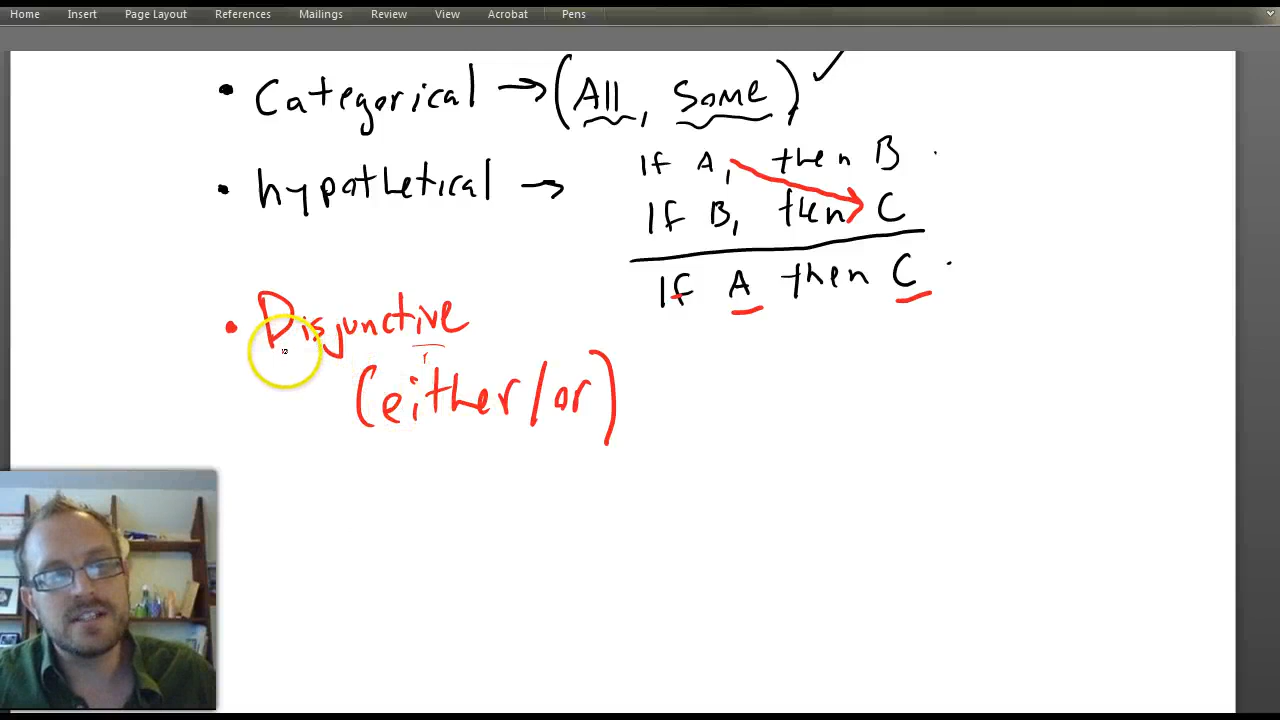 Home Insert Page Layout References Mailings Review View Acrobat Pens
• Categorical → (All, Some) ✓
If A, then B.
• hypothetical →
If B, then C
If A then C.
• Disjunctive
(either/or)